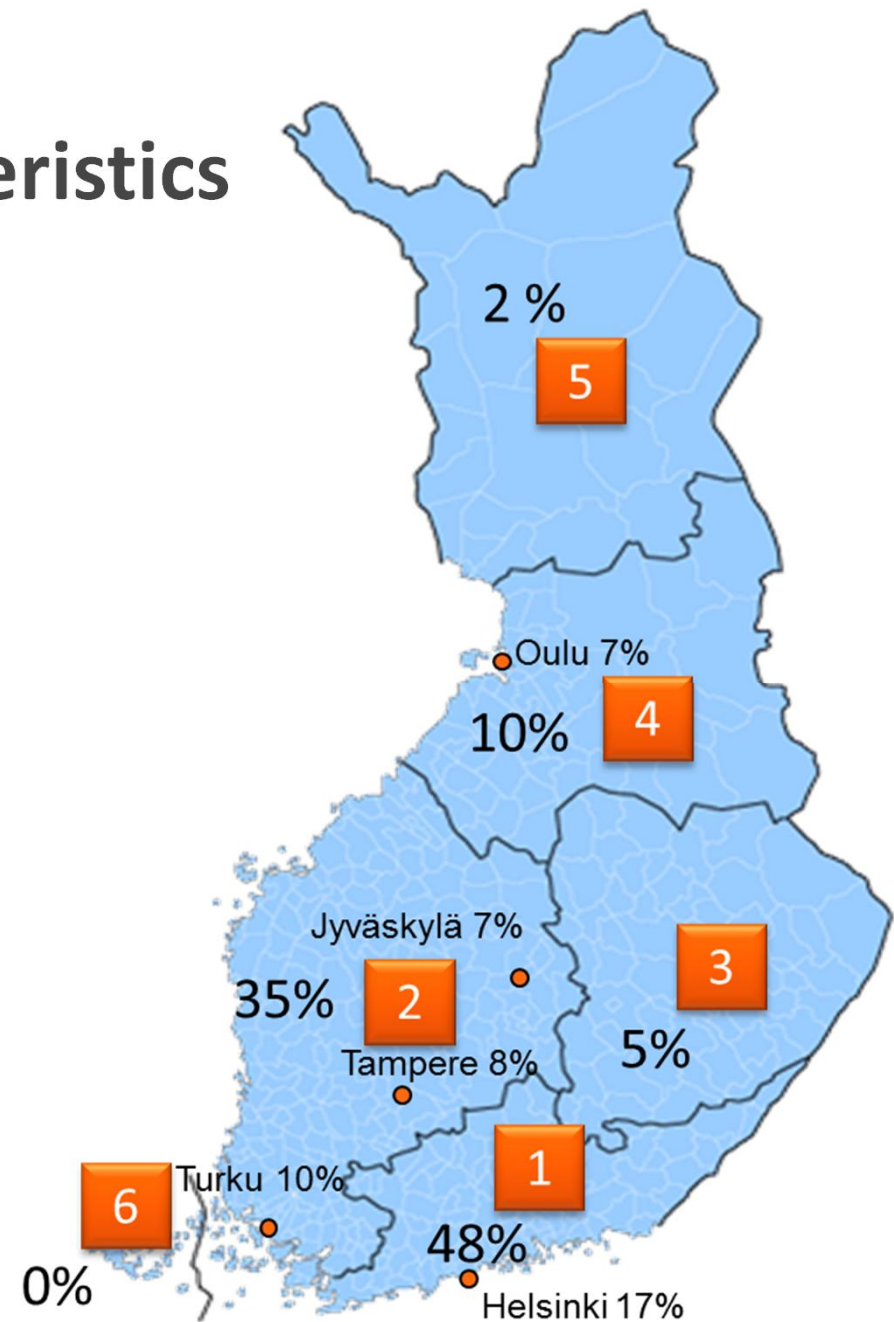 eristics
2 %
5
Oulu 7%
4
10%
Jyväskylä 7%
3
2
35%
5%
Tampere 8%
1
6
Turku 10%
48%
0%
Helsinki 17%